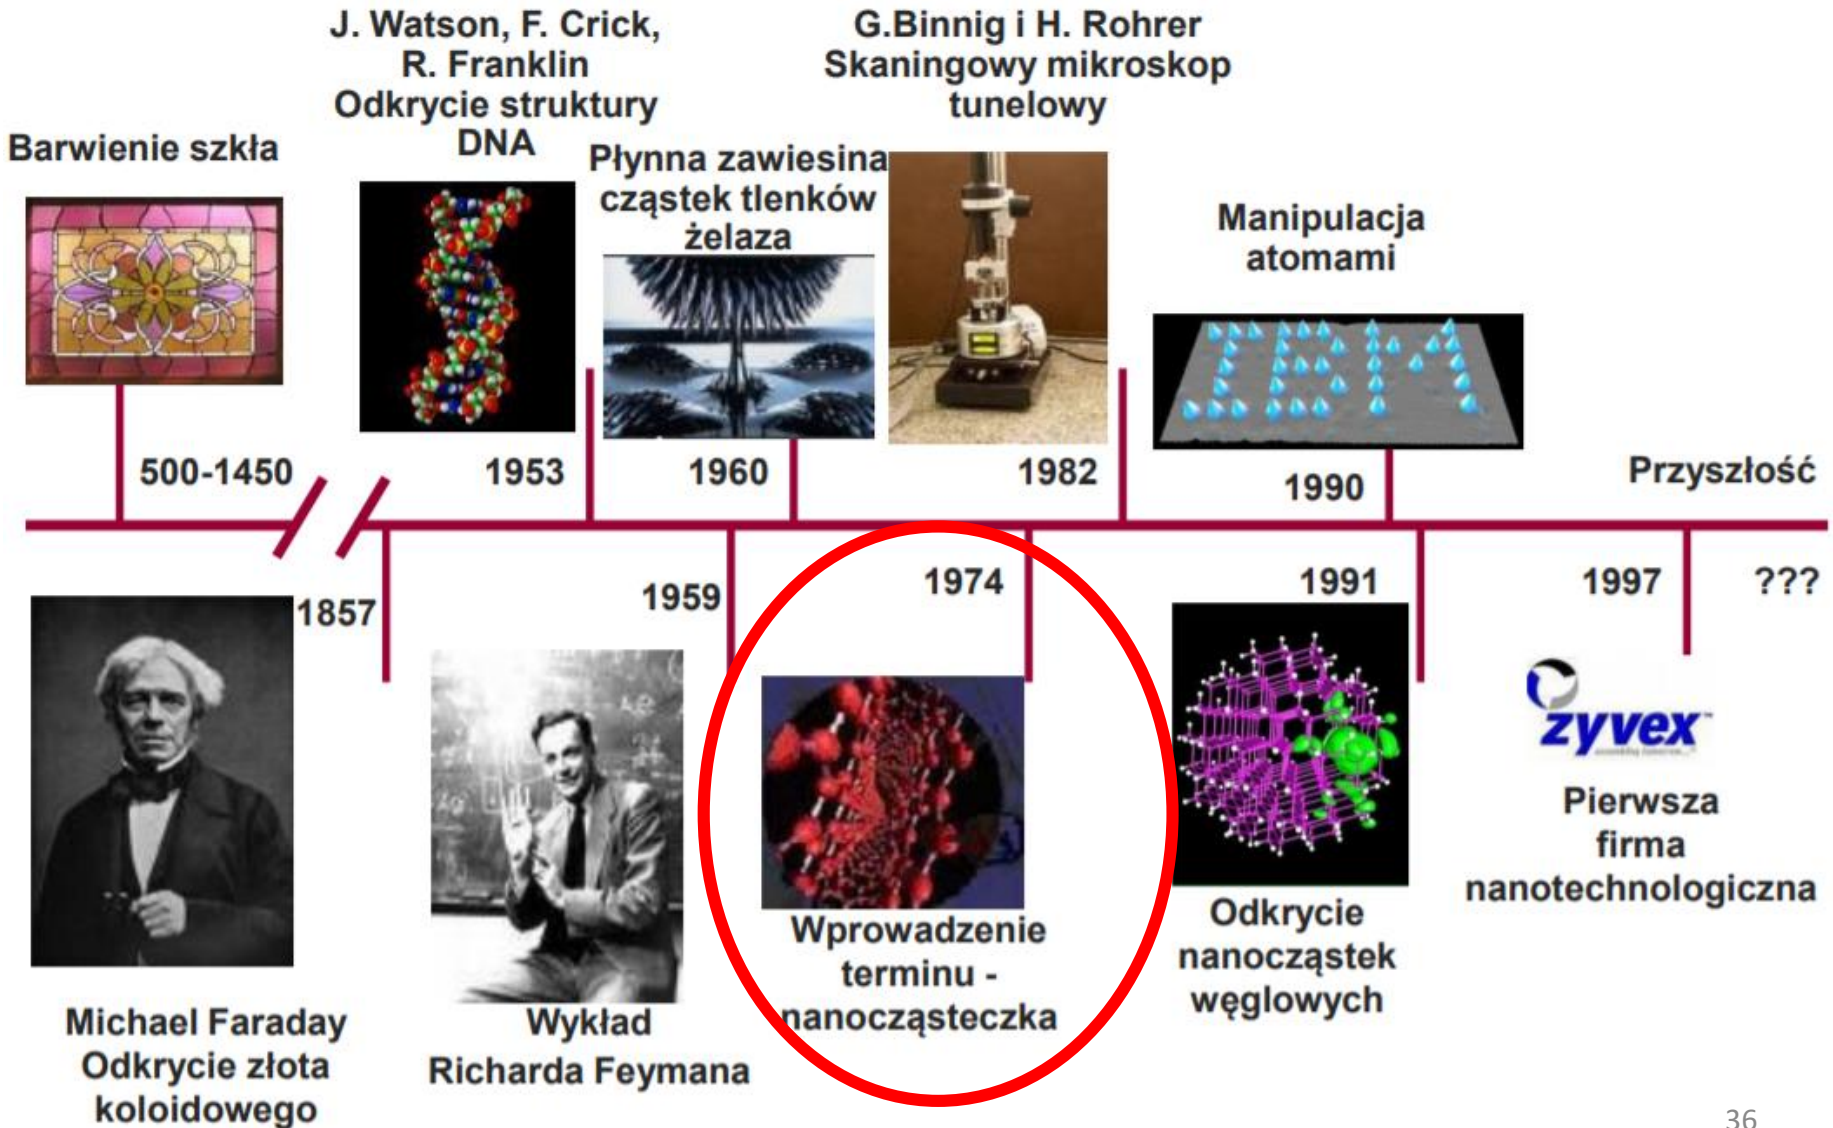 J. Watson, F. Crick,
R. Franklin
Odkrycie struktury
DNA
G.Binnig i H. Rohrer
Skaningowy mikroskop
tunelowy
Barwienie szkła
Płynna zawiesina
cząstek tlenków
żelaza
Manipulacja
atomami
IBM
500-1450
1953
1960
1982
1990
Przyszłość
1857
1959
1974
1991
1997
???
zyvex™
Michael Faraday
Odkrycie złota
koloidowego
Wykład
Richarda Feymana
Wprowadzenie
terminu -
nanocząsteczka
Odkrycie
nanocząstek
węglowych
Pierwsza
firma
nanotechnologiczna
36